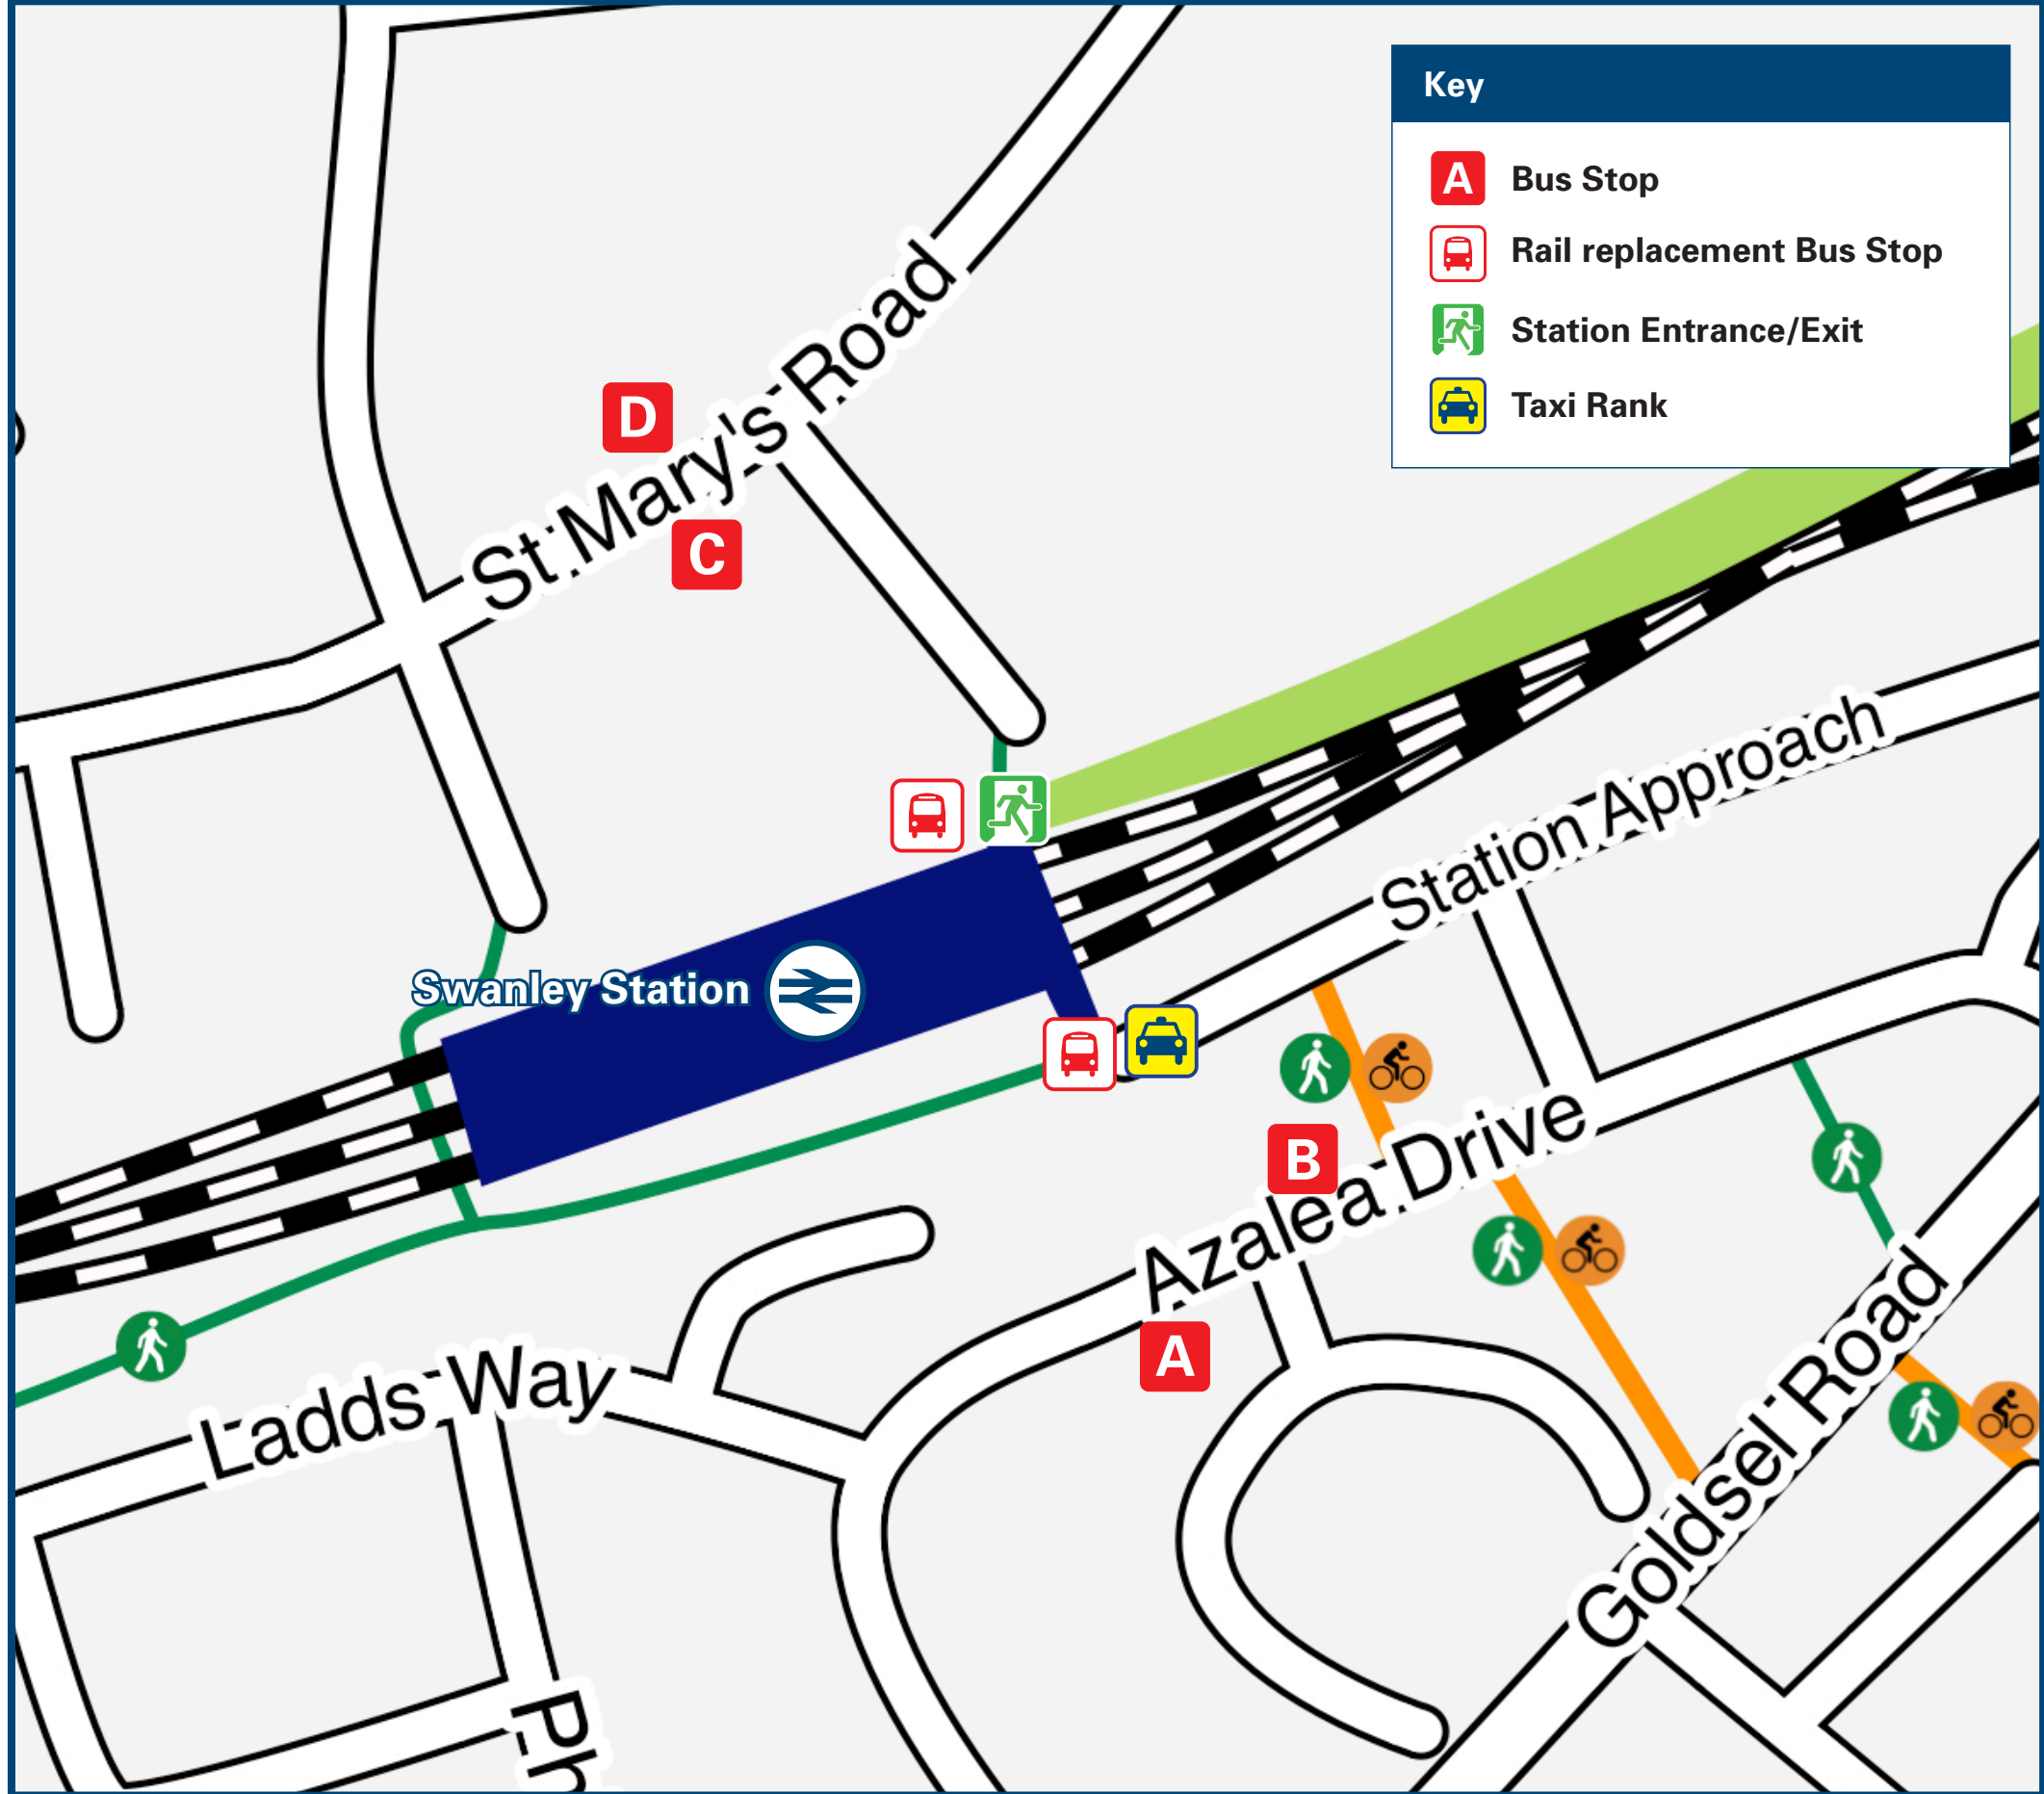 Key
A Bus Stop
Rail replacement Bus Stop
Station Entrance/Exit
Taxi Rank
St Mary's Road
D
C
Station Approach
Swanley Station
B
Azalea Drive
A
Ladds Way
Goldsel Road
Ph